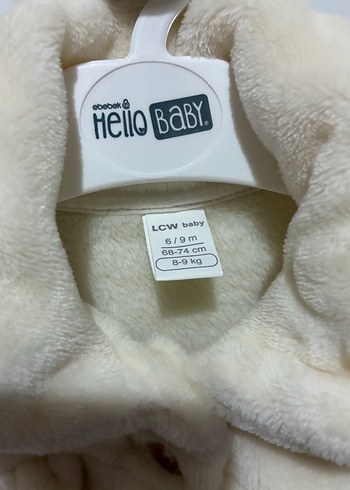 ebebek
Hello BABY
LCW baby
6 / 9 m
68-74 cm
8-9 kg